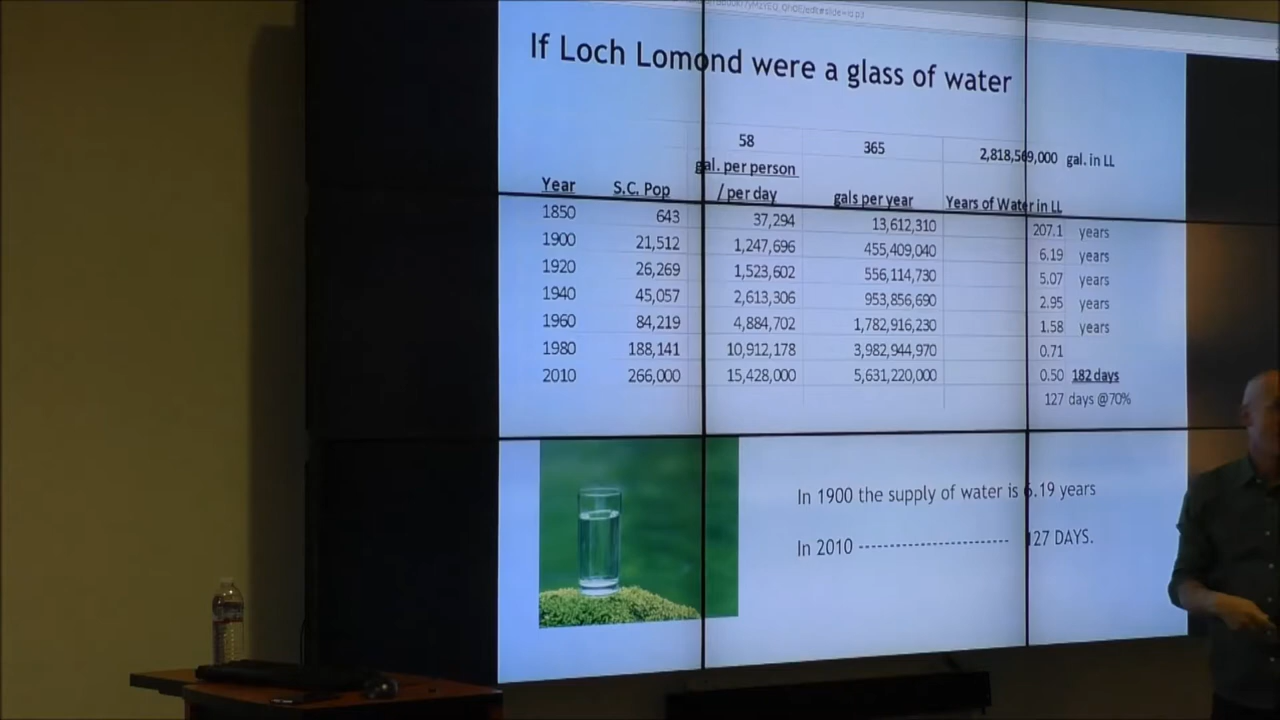 If Loch Lomond were a glass of water
58 365 2,818,569,000 gal. in LL
gal. per person
Year S.C. Pop / per day gals per year Years of Water in LL
1850 643 37,294 13,612,310 207.1 years
1900 21,512 1,247,696 455,409,040 6.19 years
1920 26,269 1,523,602 556,114,730 5.07 years
1940 45,057 2,613,306 953,856,690 2.95 years
1960 84,219 4,884,702 1,782,916,230 1.58 years
1980 188,141 10,912,178 3,982,944,970 0.71
2010 266,000 15,428,000 5,631,220,000 0.50 182 days
127 days @70%
In 1900 the supply of water is 6.19 years
In 2010 ------------------------ 127 DAYS.